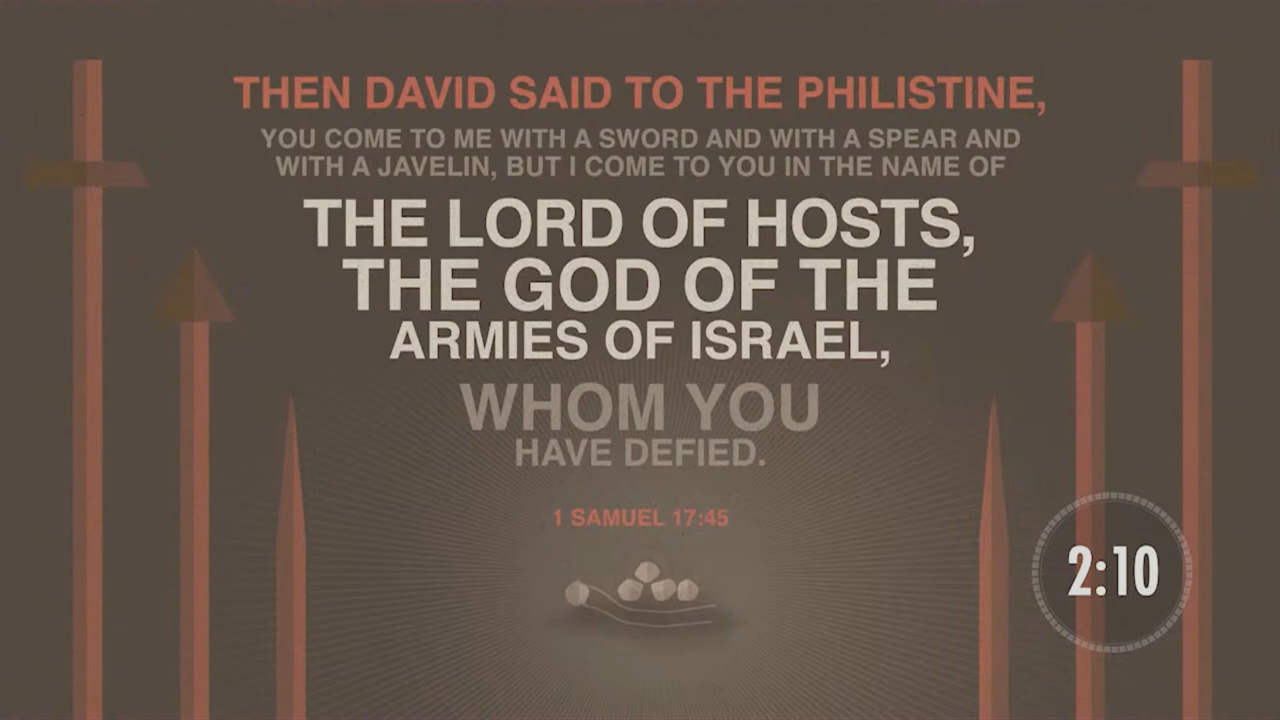 THEN DAVID SAID TO THE PHILISTINE,
YOU COME TO ME WITH A SWORD AND WITH A SPEAR AND
WITH A JAVELIN, BUT I COME TO YOU IN THE NAME OF
THE LORD OF HOSTS,
THE GOD OF THE
ARMIES OF ISRAEL,
WHOM YOU
HAVE DEFIED.
1 SAMUEL 17:45
2:10